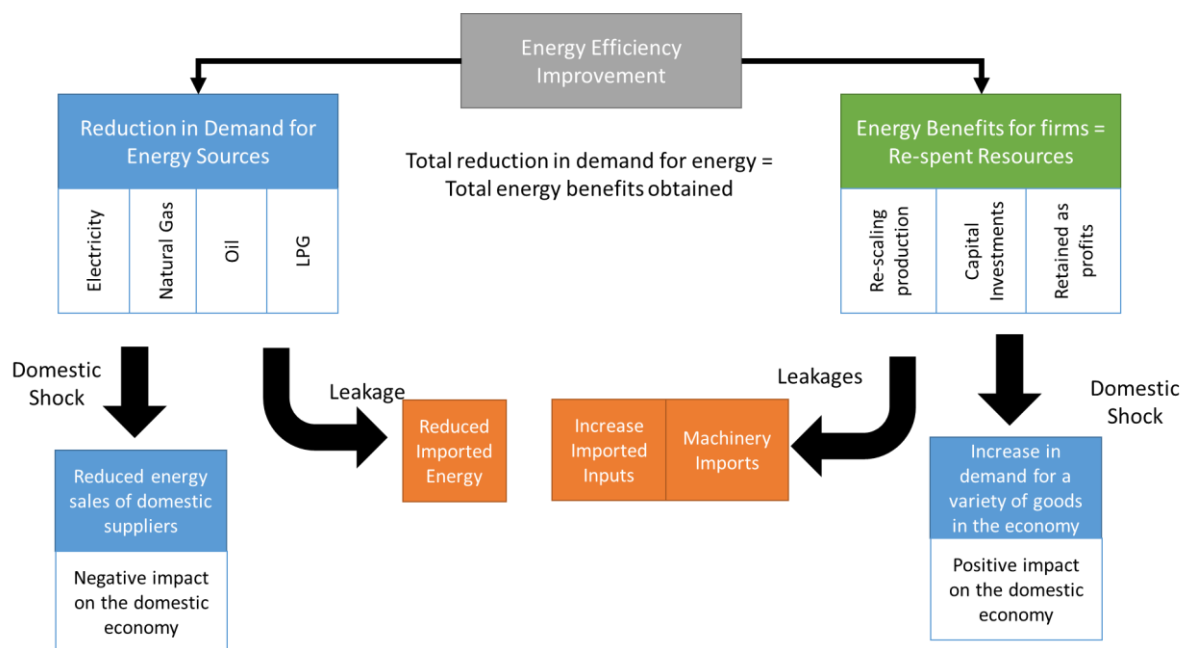 Energy Efficiency
Improvement
Reduction in Demand for
Energy Sources
Electricity
Natural Gas
Oil
LPG
Total reduction in demand for energy =
Total energy benefits obtained
Energy Benefits for firms =
Re-spent Resources
Re-scaling
production
Capital
Investments
Retained as
profits
Domestic
Shock
Leakage
Reduced
Imported
Energy
Leakages
Increase
Imported
Inputs
Machinery
Imports
Domestic
Shock
Reduced energy
sales of domestic
suppliers
Negative impact
on the domestic
economy
Increase in
demand for a
variety of goods
in the economy
Positive impact
on the domestic
economy